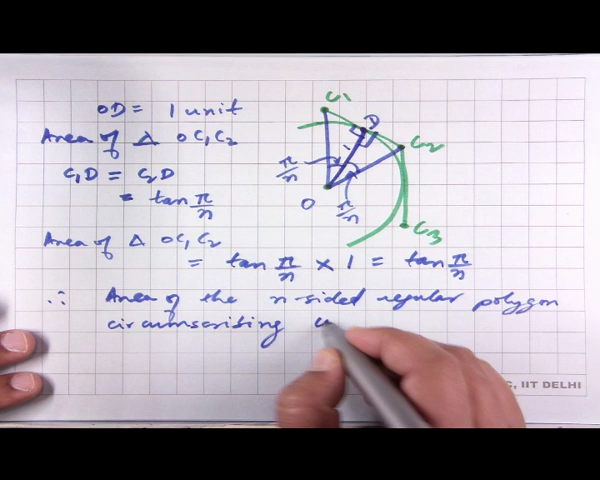 OD = 1 unit
Area of Δ OC1C2
C1D = C2D
= tan π/n
Area of Δ OC1C2
= tan π/n × 1 = tan π/n
∴ Area of the n-sided regular polygon
circumscribing
C1
D
C2
1
π/n
O
π/n
C3
C, IIT DELHI